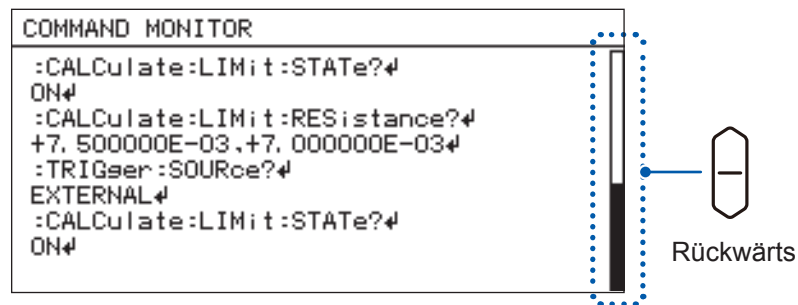 COMMAND MONITOR
:CALCulate:LIMit:STATe?↲
ON↲
:CALCulate:LIMit:RESistance?↲
+7.500000E-03,+7.000000E-03↲
:TRIGger:SOURce?↲
EXTERNAL↲
:CALCulate:LIMit:STATe?↲
ON↲
Rückwärts